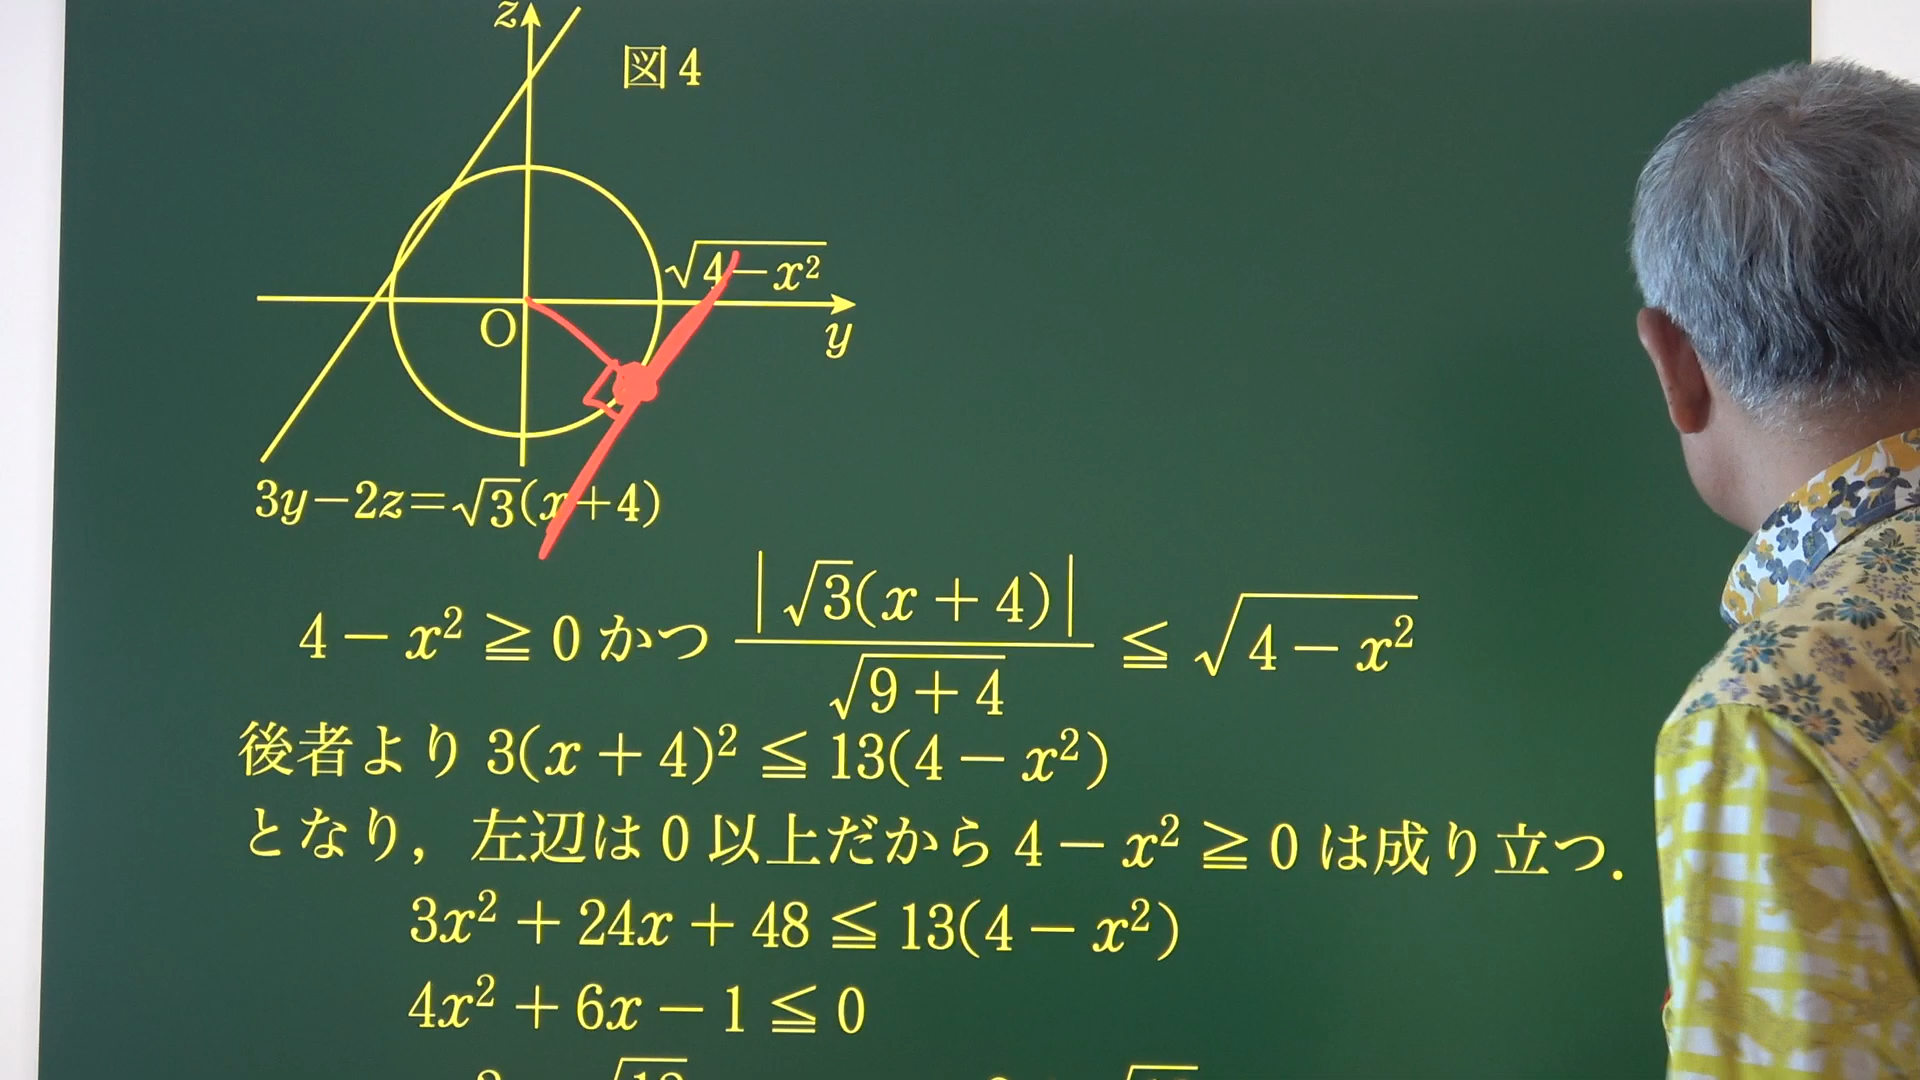 z
図4
√(4−x²)
O
y
3y−2z=√3(x+4)
4−x²≧0かつ |√3(x+4)|/√(9+4) ≦ √(4−x²)
後者より 3(x+4)²≦13(4−x²)
となり，左辺は0以上だから 4−x²≧0は成り立つ．
3x²+24x+48≦13(4−x²)
4x²+6x−1≦0